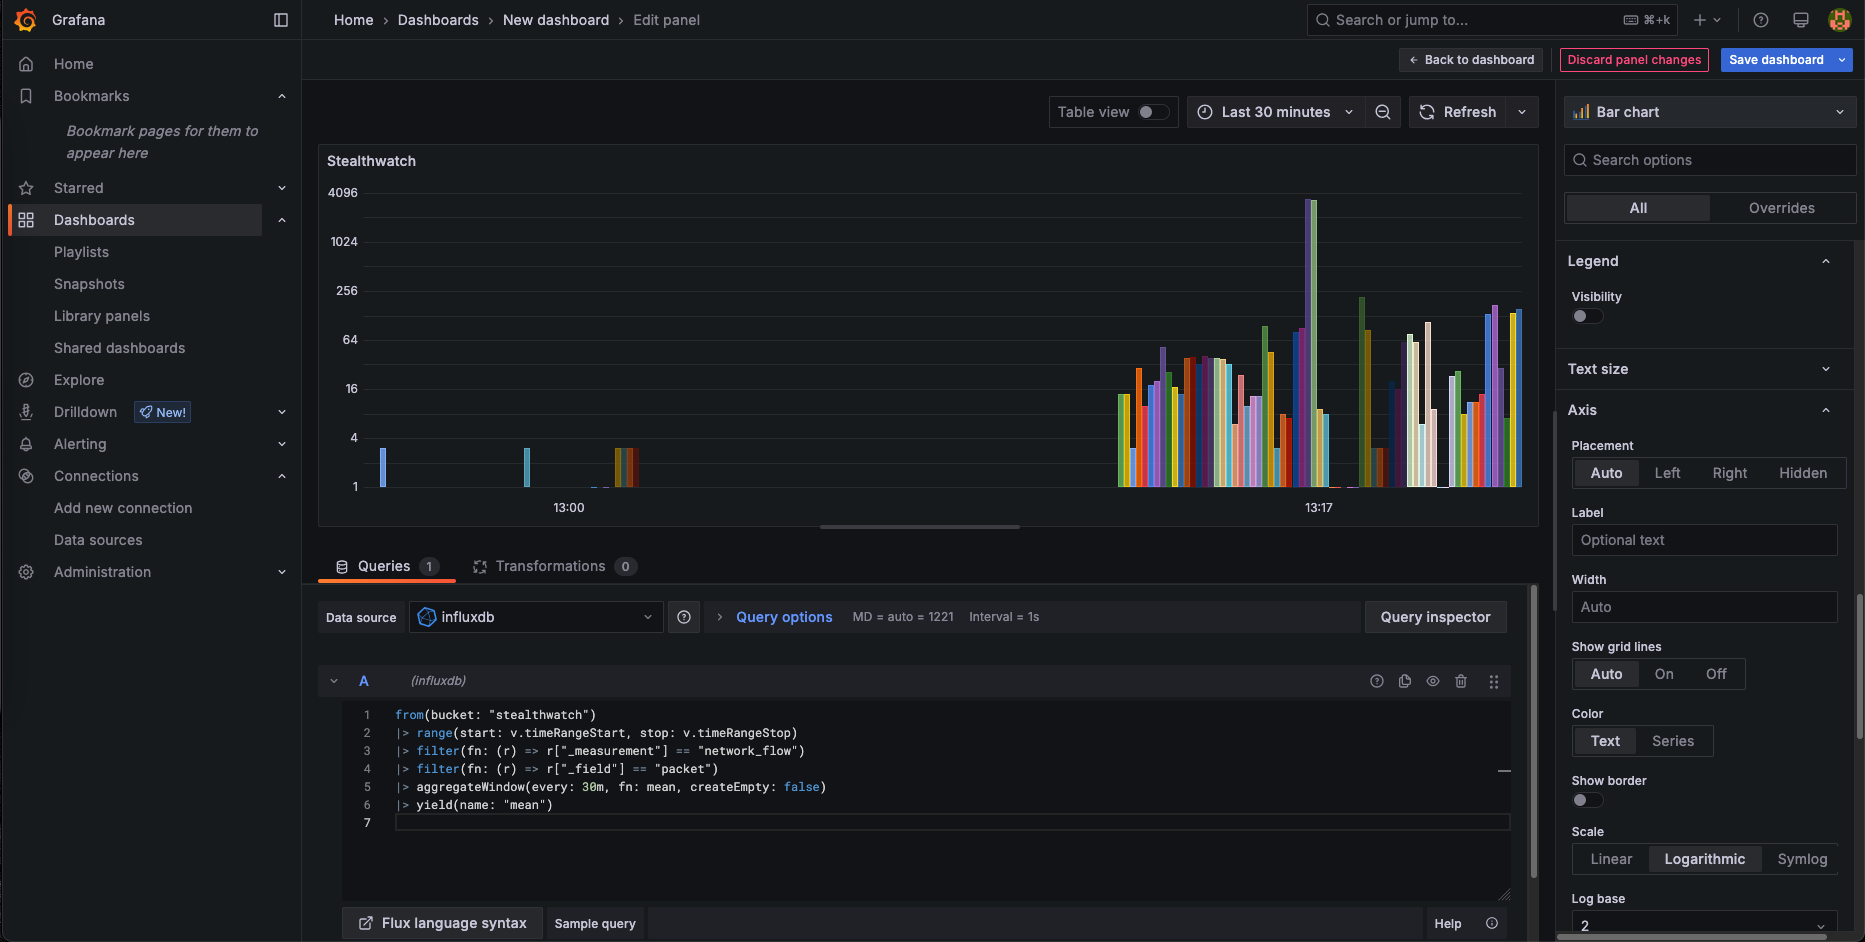 Grafana
Home › Dashboards › New dashboard › Edit panel
Search or jump to... ⌘+k
Back to dashboard
Discard panel changes
Save dashboard
Home
Bookmarks
Bookmark pages for them to
appear here
Starred
Dashboards
Playlists
Snapshots
Library panels
Shared dashboards
Explore
Drilldown New!
Alerting
Connections
Add new connection
Data sources
Administration
Table view
Last 30 minutes
Refresh
Stealthwatch
4096
1024
256
64
16
4
1
13:00
13:17
Queries 1
Transformations 0
Data source
influxdb
Query options MD = auto = 1221 Interval = 1s
Query inspector
A (influxdb)
1 from(bucket: "stealthwatch")
2 |> range(start: v.timeRangeStart, stop: v.timeRangeStop)
3 |> filter(fn: (r) => r["_measurement"] == "network_flow")
4 |> filter(fn: (r) => r["_field"] == "packet")
5 |> aggregateWindow(every: 30m, fn: mean, createEmpty: false)
6 |> yield(name: "mean")
7
Flux language syntax
Sample query
Help
Bar chart
Search options
All Overrides
Legend
Visibility
Text size
Axis
Placement
Auto Left Right Hidden
Label
Optional text
Width
Auto
Show grid lines
Auto On Off
Color
Text Series
Show border
Scale
Linear Logarithmic Symlog
Log base
2